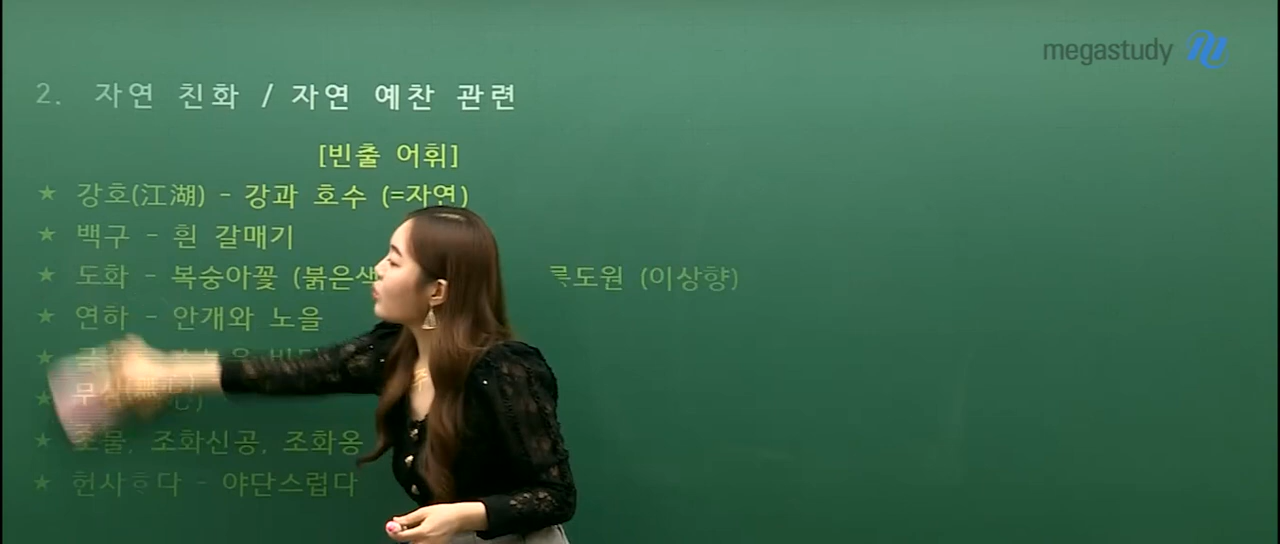 megastudy
2. 자연 친화 / 자연 예찬 관련
[빈출 어휘]
★ 강호(江湖) - 강과 호수 (=자연)
★ 백구 - 흰 갈매기
★ 도화 - 복숭아꽃 (붉은색 릉도원 (이상향)
★ 연하 - 안개와 노을
★
★
★ 조화신공, 조화옹
★ 헌사하다 - 야단스럽다